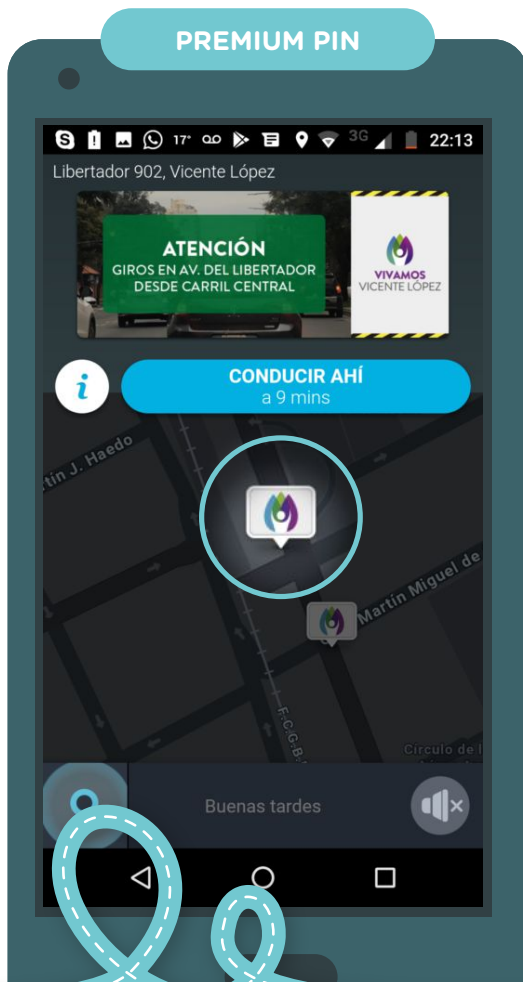 PREMIUM PIN
17° 3G 22:13
Libertador 902, Vicente López
ATENCIÓN
GIROS EN AV. DEL LIBERTADOR
DESDE CARRIL CENTRAL
VIVAMOS
VICENTE LÓPEZ
i
CONDUCIR AHÍ
a 9 mins
tín J. Haedo
Martín Miguel de
F.C.G.B.
Círculo de l
Buenas tardes